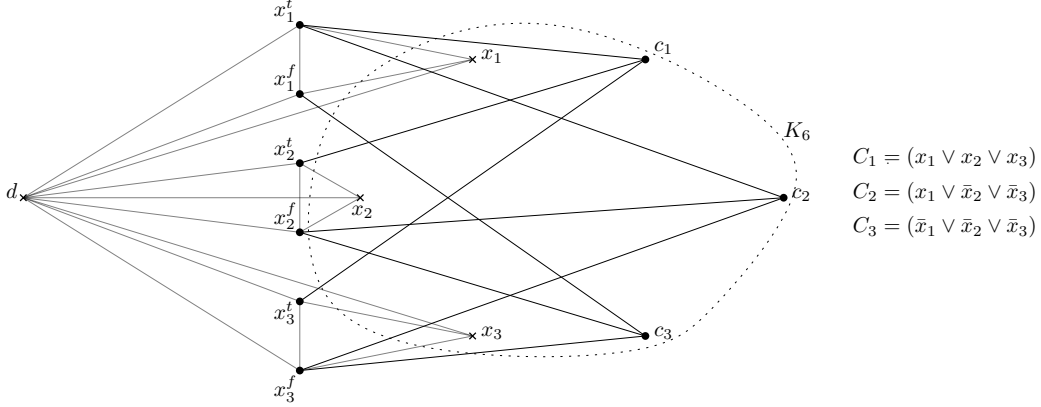 x_1^t
x_1
c_1
x_1^f
K_6
x_2^t
C_1 = (x_1 ∨ x_2 ∨ x_3)
d
x_2
c_2
C_2 = (x_1 ∨ x̄_2 ∨ x̄_3)
x_2^f
C_3 = (x̄_1 ∨ x̄_2 ∨ x̄_3)
x_3^t
x_3
c_3
x_3^f